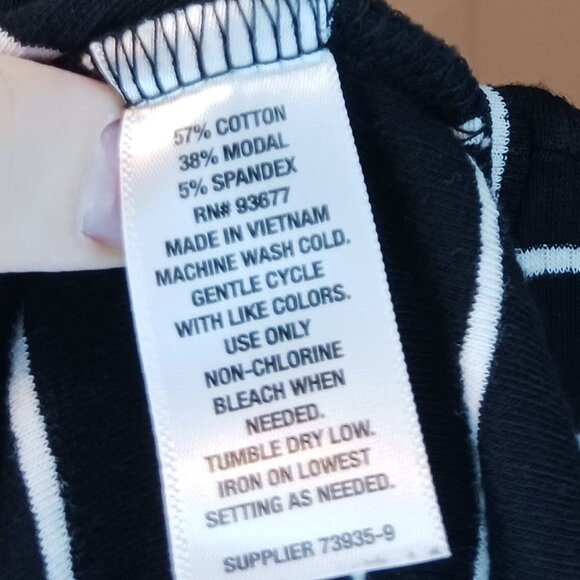 57% COTTON
38% MODAL
5% SPANDEX
RN# 93677
MADE IN VIETNAM
MACHINE WASH COLD.
GENTLE CYCLE
WITH LIKE COLORS.
USE ONLY
NON-CHLORINE
BLEACH WHEN
NEEDED.
TUMBLE DRY LOW.
IRON ON LOWEST
SETTING AS NEEDED.
SUPPLIER 73935-9